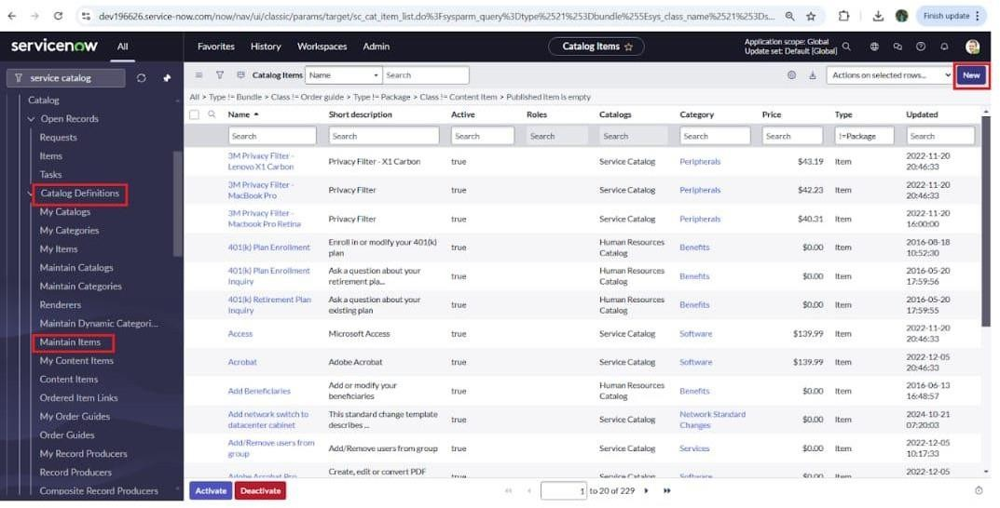 dev196626.service-now.com/now/nav/ui/classic/params/target/sc_cat_item_list.do%3Fsysparm_query%3Dtype%2521%253Dbundle%255Esys_class_name%2521%253Ds...
Finish update
servicenow All Favorites History Workspaces Admin Catalog Items Application scope: Global
Update set: Default [Global]
service catalog
Catalog
Open Records
Requests
Items
Tasks
Catalog Definitions
My Catalogs
My Categories
My Items
Maintain Catalogs
Maintain Categories
Renderers
Maintain Dynamic Categori...
Maintain Items
My Content Items
Content Items
Ordered Item Links
My Order Guides
Order Guides
My Record Producers
Record Producers
Composite Record Producers
Catalog Items Name Search Actions on selected rows... New
All > Type != Bundle > Class != Order guide > Type != Package > Class != Content Item > Published item is empty
Name Short description Active Roles Catalogs Category Price Type Updated
Search Search Search Search Search Search Search !=Package Search
3M Privacy Filter - Lenovo X1 Carbon Privacy Filter - X1 Carbon true Service Catalog Peripherals $43.19 Item 2022-11-20 20:46:33
3M Privacy Filter - MacBook Pro Privacy Filter true Service Catalog Peripherals $42.23 Item 2022-11-20 20:46:33
3M Privacy Filter - Macbook Pro Retina Privacy Filter true Service Catalog Peripherals $40.31 Item 2022-11-20 16:00:00
401(k) Plan Enrollment Enroll in or modify your 401(k) plan true Human Resources Catalog Benefits $0.00 Item 2016-08-18 10:52:30
401(k) Plan Enrollment Inquiry Ask a question about your retirement pla... true Human Resources Catalog Benefits $0.00 Item 2016-05-20 17:59:56
401(k) Retirement Plan Inquiry Ask a question about your existing plan true Human Resources Catalog Benefits $0.00 Item 2016-05-20 17:59:55
Access Microsoft Access true Service Catalog Software $139.99 Item 2022-11-20 20:46:33
Acrobat Adobe Acrobat true Service Catalog Software $139.99 Item 2022-12-05 20:46:33
Add Beneficiaries Add or modify your beneficiaries true Human Resources Catalog Benefits $0.00 Item 2016-06-13 16:48:57
Add network switch to datacenter cabinet This standard change template describes ... true Service Catalog Network Standard Changes $0.00 Item 2024-10-21 07:20:03
Add/Remove users from group Add/Remove users from group true Service Catalog Services $0.00 Item 2022-12-05 10:17:33
Adobe Acrobat Pro Create, edit or convert PDF true Service Catalog Software $0.00 Item 2022-12-05
Activate Deactivate 1 to 20 of 229